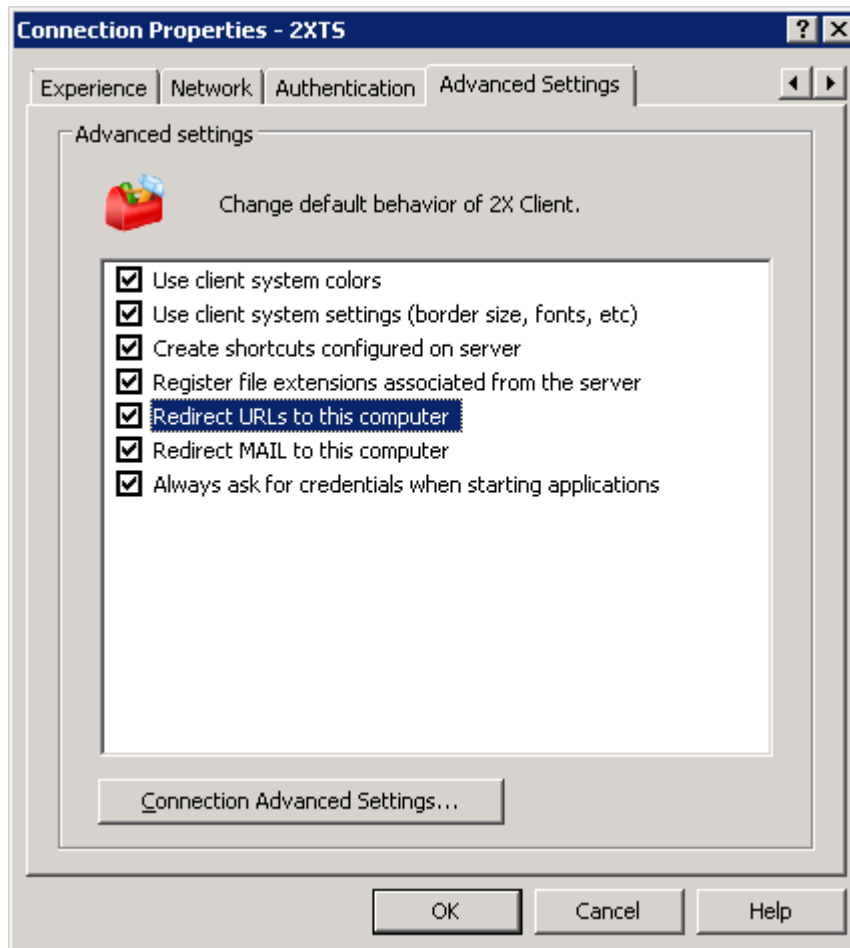 Connection Properties - 2XTS
Experience Network Authentication Advanced Settings
Advanced settings
Change default behavior of 2X Client.
Use client system colors
Use client system settings (border size, fonts, etc)
Create shortcuts configured on server
Register file extensions associated from the server
Redirect URLs to this computer
Redirect MAIL to this computer
Always ask for credentials when starting applications
Connection Advanced Settings...
OK Cancel Help